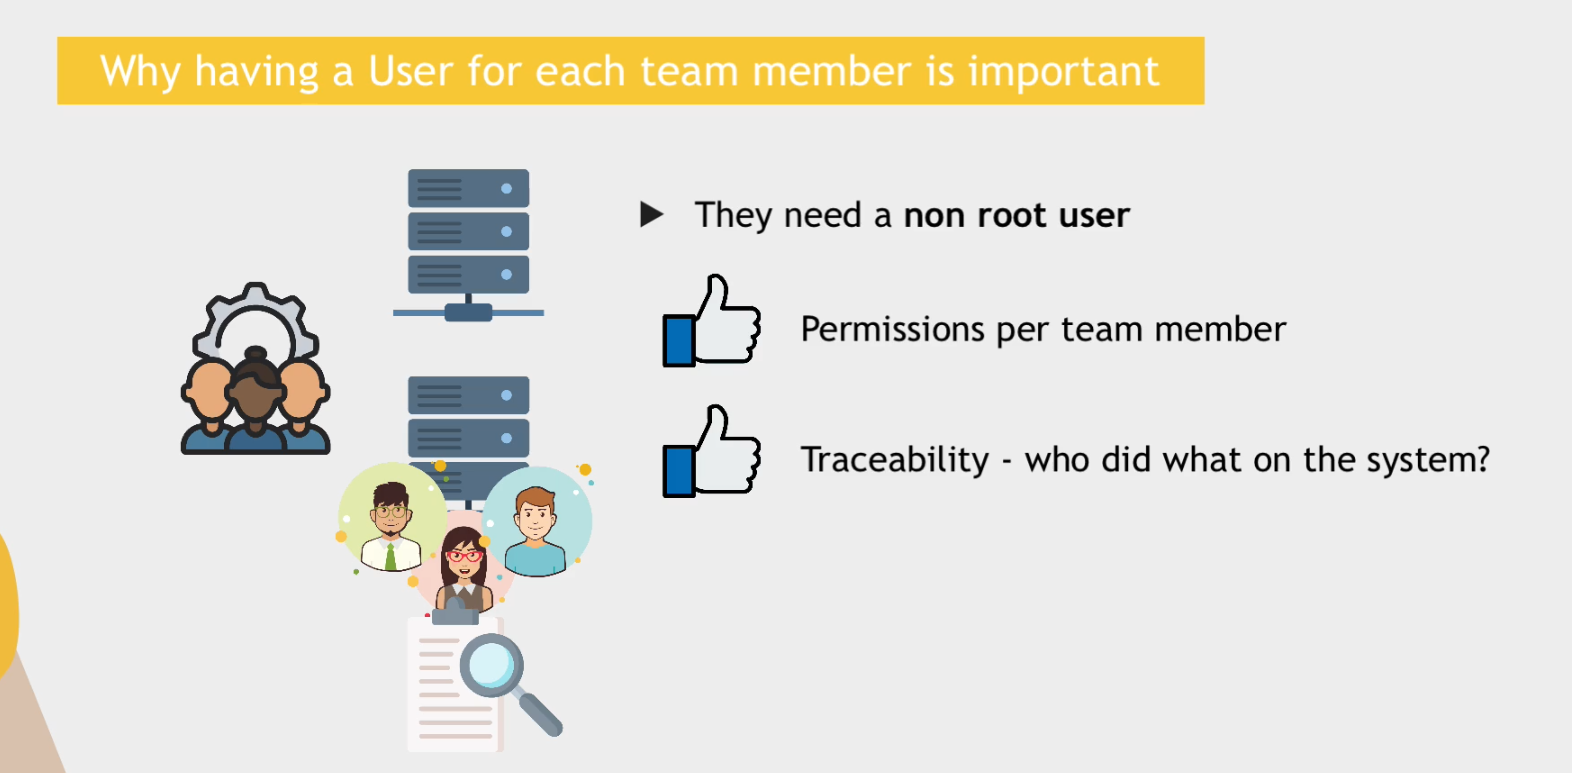 Why having a User for each team member is important
They need a non root user
Permissions per team member
Traceability - who did what on the system?